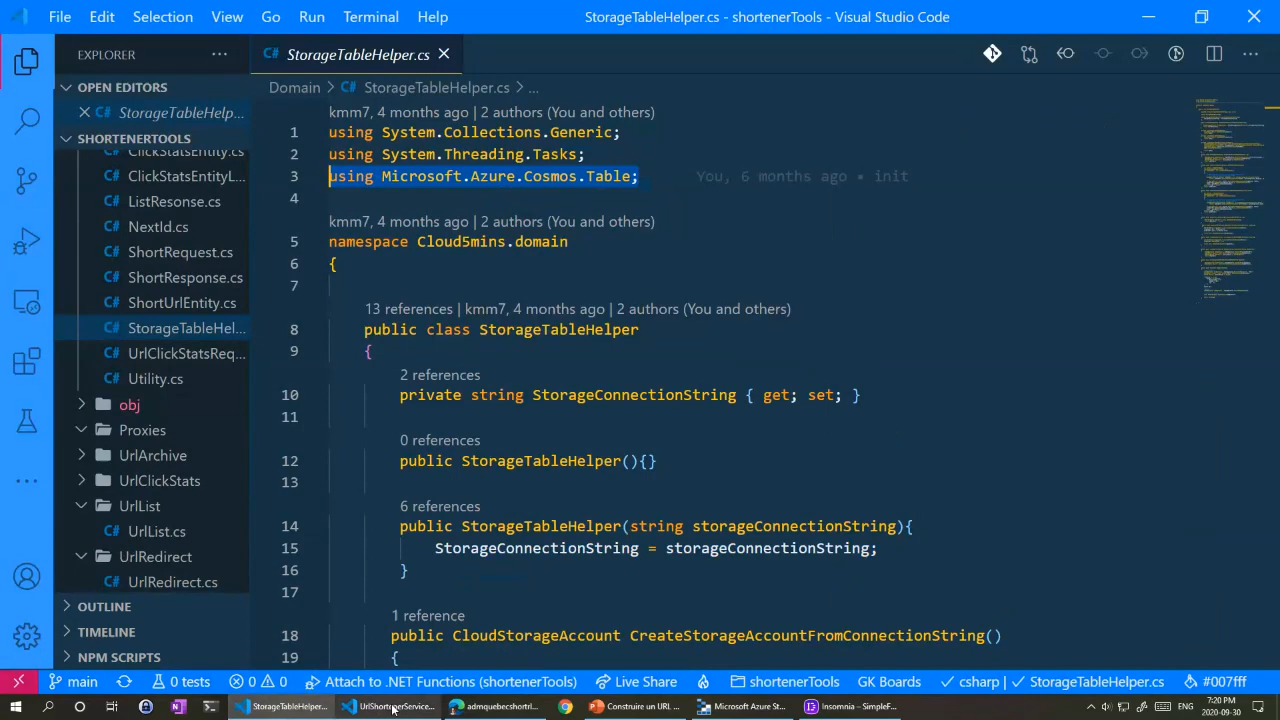 File Edit Selection View Go Run Terminal Help StorageTableHelper.cs - shortenerTools - Visual Studio Code
EXPLORER
StorageTableHelper.cs
OPEN EDITORS
Domain > StorageTableHelper.cs > ...
StorageTableHelp...
SHORTENERTOOLS
ClickStatsEntity.cs
ClickStatsEntityL...
ListResonse.cs
NextId.cs
ShortRequest.cs
ShortResponse.cs
ShortUrlEntity.cs
StorageTableHel...
UrlClickStatsReq...
Utility.cs
obj
Proxies
UrlArchive
UrlClickStats
UrlList
UrlList.cs
UrlRedirect
UrlRedirect.cs
OUTLINE
TIMELINE
NPM SCRIPTS
kmm7, 4 months ago | 2 authors (You and others)
1 using System.Collections.Generic;
2 using System.Threading.Tasks;
3 using Microsoft.Azure.Cosmos.Table; You, 6 months ago • init
4
kmm7, 4 months ago | 2 authors (You and others)
5 namespace Cloud5mins.domain
6 {
7
13 references | kmm7, 4 months ago | 2 authors (You and others)
8 public class StorageTableHelper
9 {
2 references
10 private string StorageConnectionString { get; set; }
11
0 references
12 public StorageTableHelper(){}
13
6 references
14 public StorageTableHelper(string storageConnectionString){
15 StorageConnectionString = storageConnectionString;
16 }
17
1 reference
18 public CloudStorageAccount CreateStorageAccountFromConnectionString()
19 {
main 0 tests 0 0 Attach to .NET Functions (shortenerTools) Live Share shortenerTools GK Boards csharp | StorageTableHelper.cs #007fff
StorageTableHelper... UrlShortenerService... admquebecshortrl... Construire un URL ... Microsoft Azure St... Insomnia – SimpleF... 7:20 PM
2020-09-30